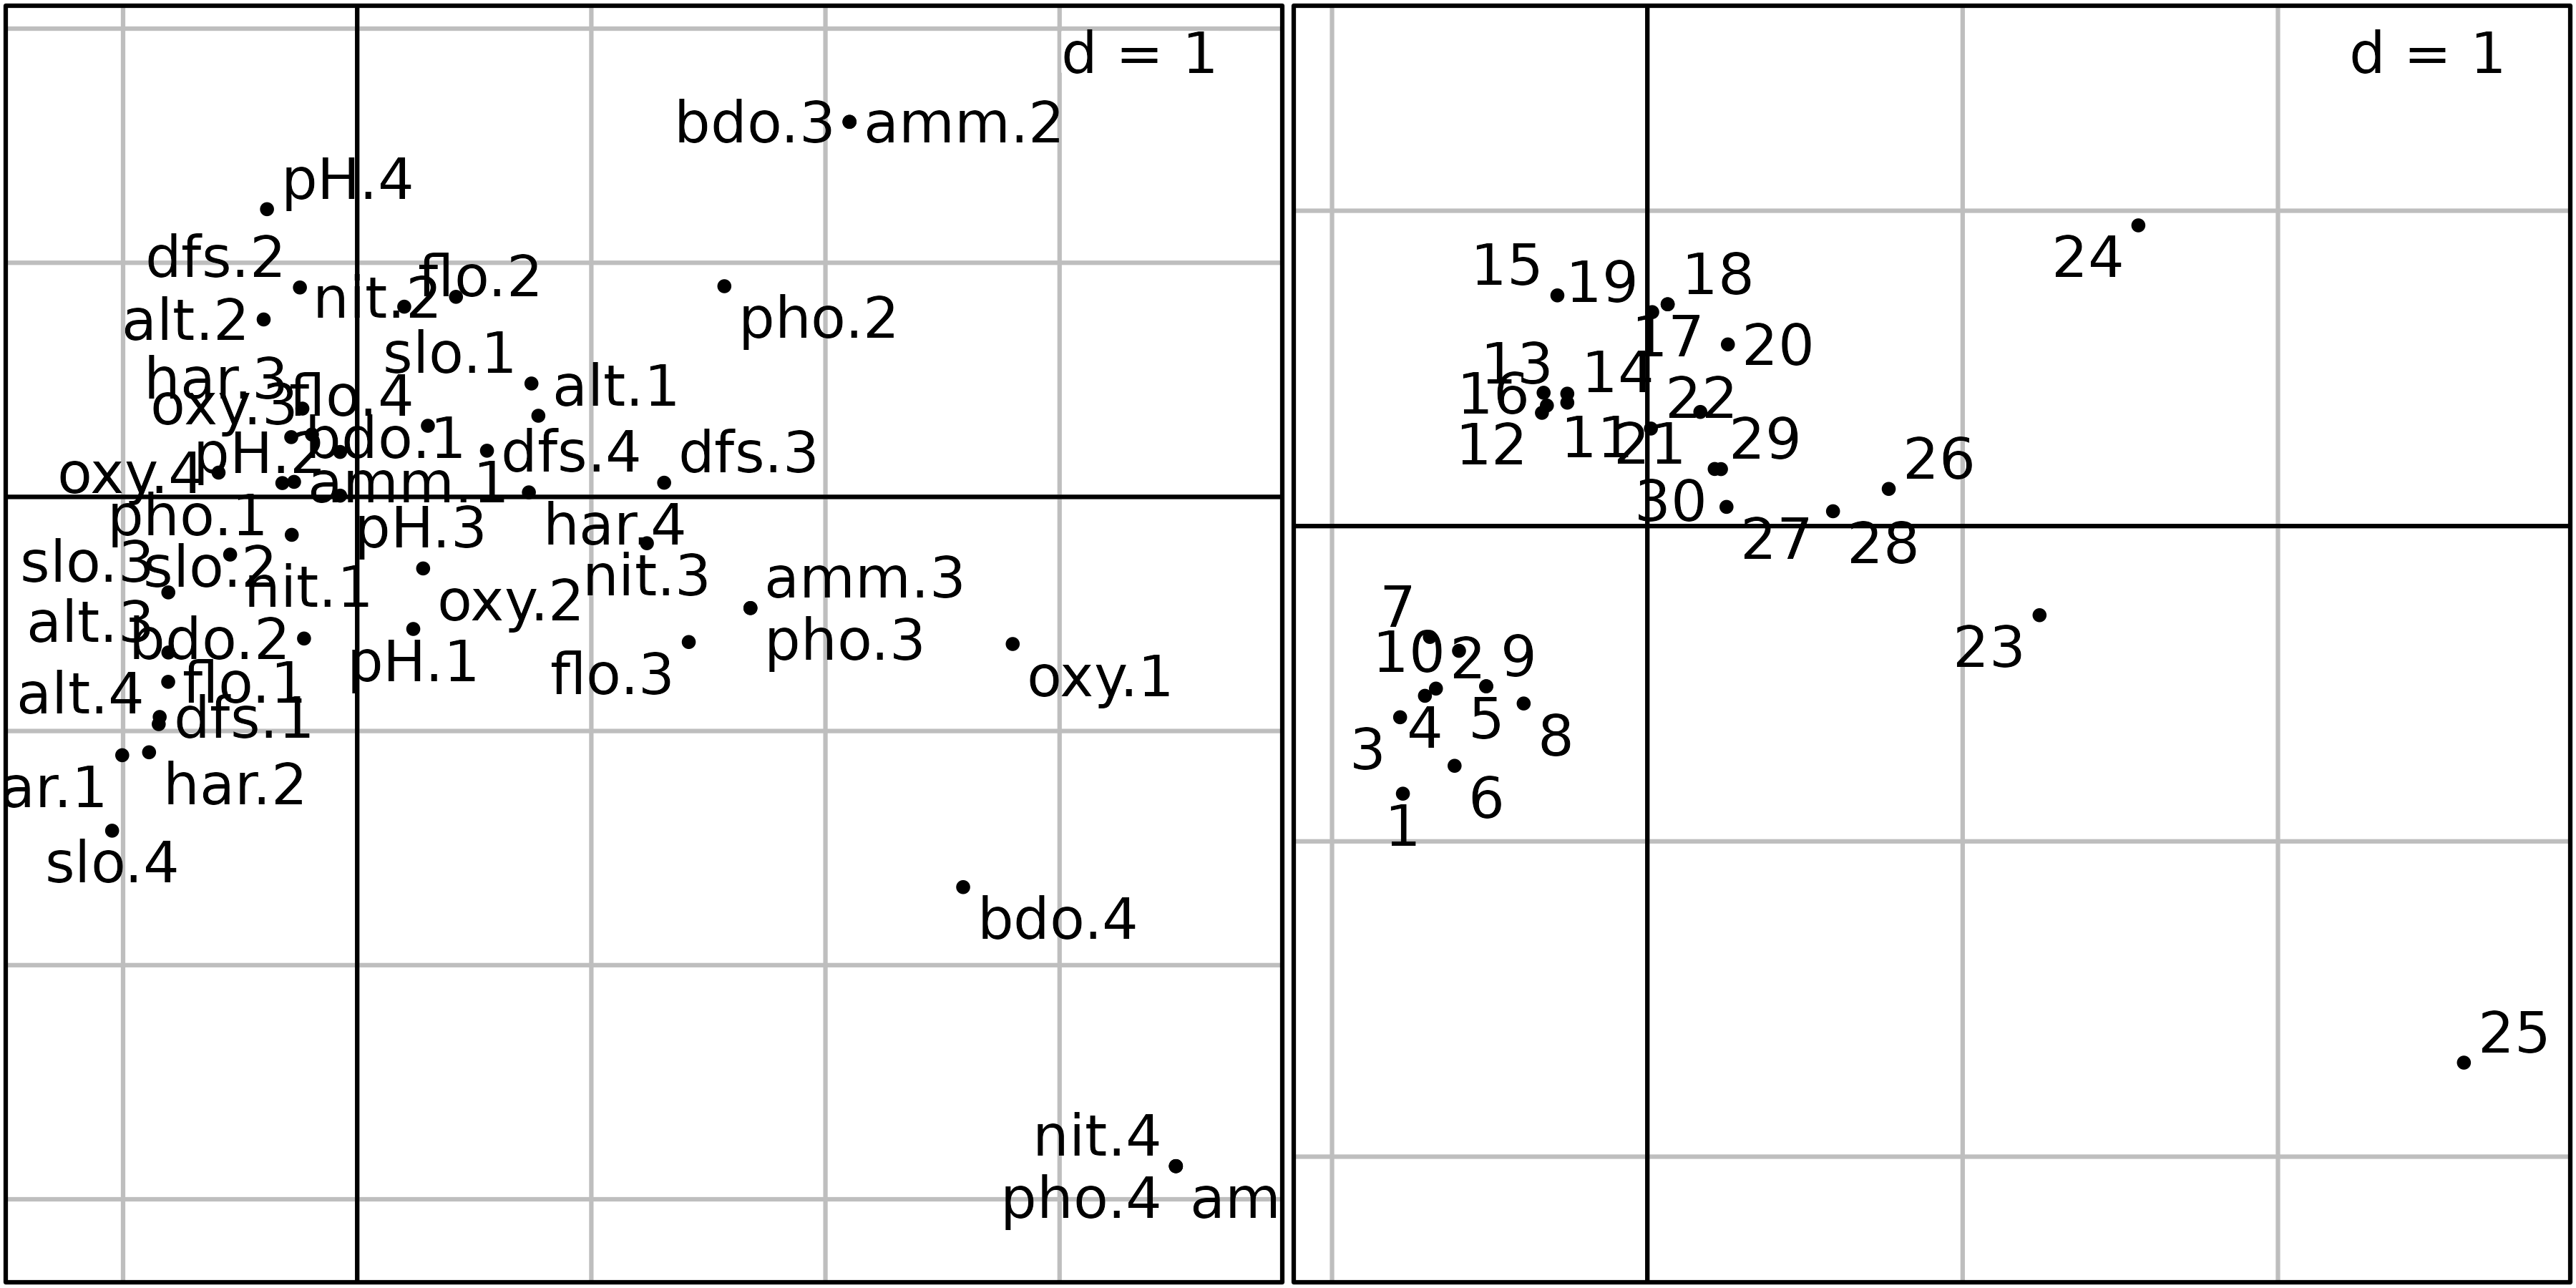 d = 1
bdo.3 amm.2
pH.4
dfs.2
flo.2
nit.2
alt.2
pho.2
slo.1
har.3
alt.1
flo.4
oxy.3
bdo.1
pH.2
dfs.4
dfs.3
oxy.4
amm.1
pho.1
pH.3
har.4
slo.3
slo.2
nit.1
nit.3
amm.3
oxy.2
alt.3
bdo.2
pho.3
pH.1
flo.3
oxy.1
flo.1
alt.4
dfs.1
ar.1
har.2
slo.4
bdo.4
nit.4
pho.4
am
d = 1
24
15
19
18
17
20
13
14
16
22
12
11
21
29
26
30
27
28
7
10
2
9
23
5
4
8
3
6
1
25